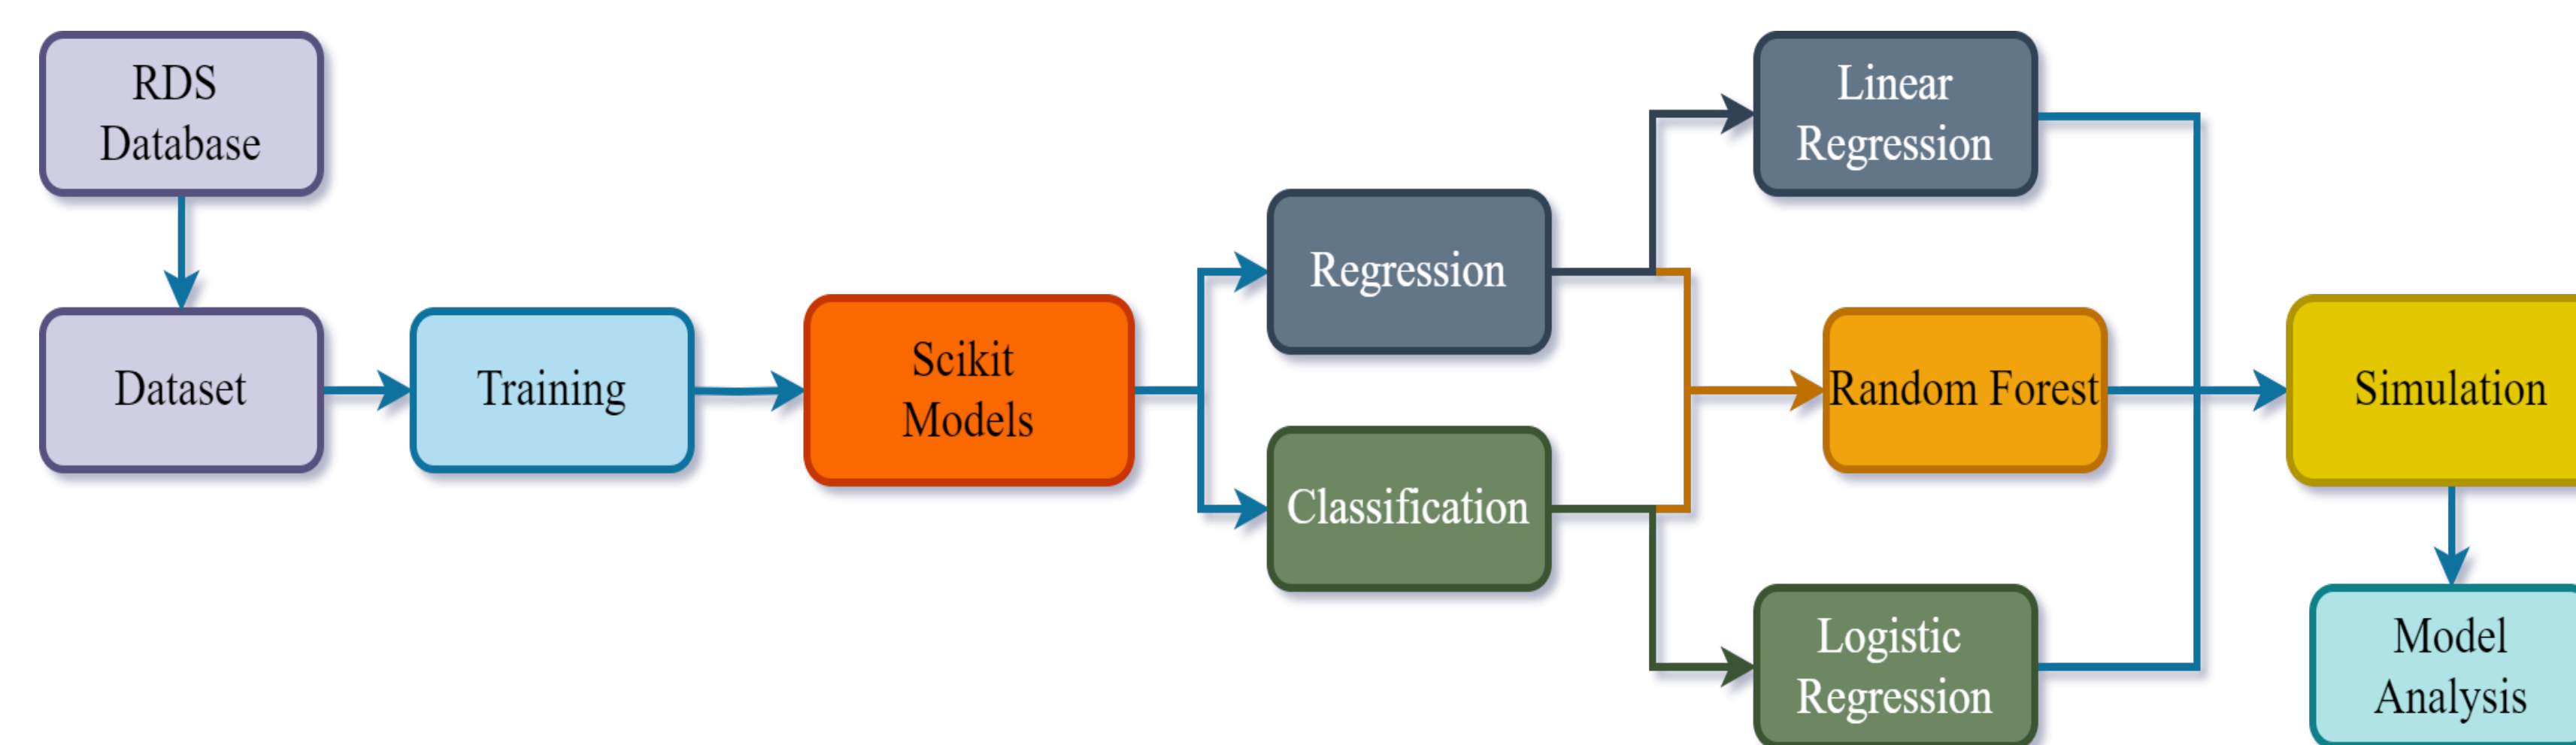 RDS
Database
Dataset
Training
Scikit
Models
Regression
Classification
Linear
Regression
Random Forest
Logistic
Regression
Simulation
Model
Analysis